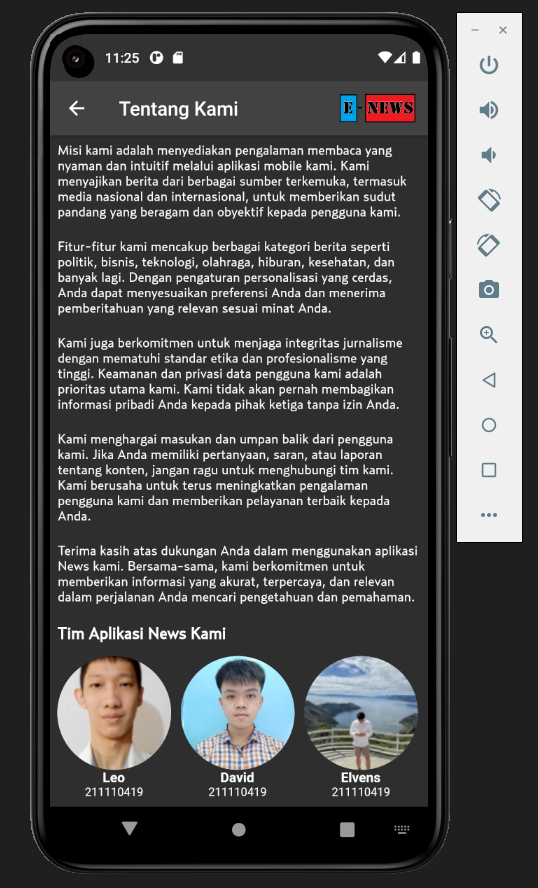 11:25
Tentang Kami
E - NEWS
Misi kami adalah menyediakan pengalaman membaca yang
nyaman dan intuitif melalui aplikasi mobile kami. Kami
menyajikan berita dari berbagai sumber terkemuka, termasuk
media nasional dan internasional, untuk memberikan sudut
pandang yang beragam dan obyektif kepada pengguna kami.
Fitur-fitur kami mencakup berbagai kategori berita seperti
politik, bisnis, teknologi, olahraga, hiburan, kesehatan, dan
banyak lagi. Dengan pengaturan personalisasi yang cerdas,
Anda dapat menyesuaikan preferensi Anda dan menerima
pemberitahuan yang relevan sesuai minat Anda.
Kami juga berkomitmen untuk menjaga integritas jurnalisme
dengan mematuhi standar etika dan profesionalisme yang
tinggi. Keamanan dan privasi data pengguna kami adalah
prioritas utama kami. Kami tidak akan pernah membagikan
informasi pribadi Anda kepada pihak ketiga tanpa izin Anda.
Kami menghargai masukan dan umpan balik dari pengguna
kami. Jika Anda memiliki pertanyaan, saran, atau laporan
tentang konten, jangan ragu untuk menghubungi tim kami.
Kami berusaha untuk terus meningkatkan pengalaman
pengguna kami dan memberikan pelayanan terbaik kepada
Anda.
Terima kasih atas dukungan Anda dalam menggunakan aplikasi
News kami. Bersama-sama, kami berkomitmen untuk
memberikan informasi yang akurat, terpercaya, dan relevan
dalam perjalanan Anda mencari pengetahuan dan pemahaman.
Tim Aplikasi News Kami
Leo David Elvens
211110419 211110419 211110419